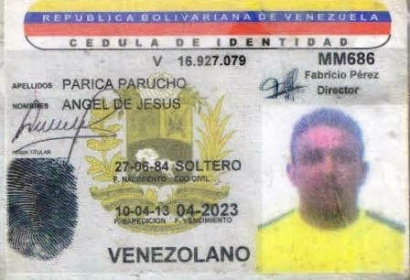 REPUBLICA BOLIVARIANA DE VENEZUELA
CEDULA DE IDENTIDAD
V 16.927.079 MM686
Fabricio Pérez
Director
APELLIDOS PARICA PARUCHO
NOMBRES ANGEL DE JESUS
FIRMA TITULAR
27-06-84 SOLTERO
F. NACIMIENTO EDO CIVIL
10-04-13 04-2023
F. EXPEDICION F. VENCIMIENTO
VENEZOLANO